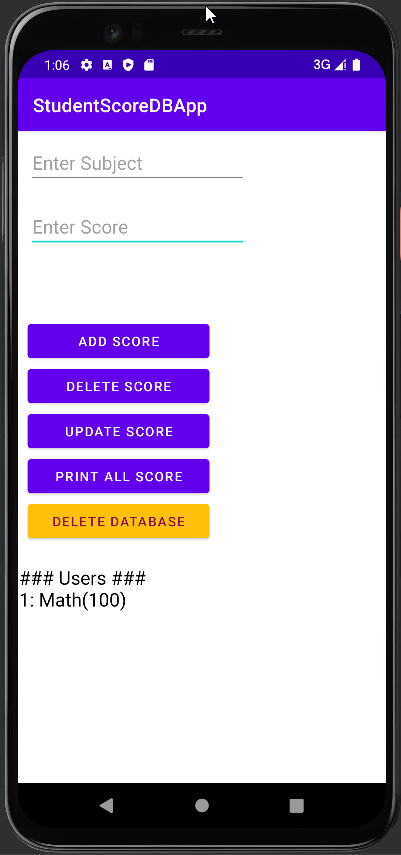 1:06 3G
StudentScoreDBApp
Enter Subject
Enter Score
ADD SCORE
DELETE SCORE
UPDATE SCORE
PRINT ALL SCORE
DELETE DATABASE
### Users ###
1: Math(100)